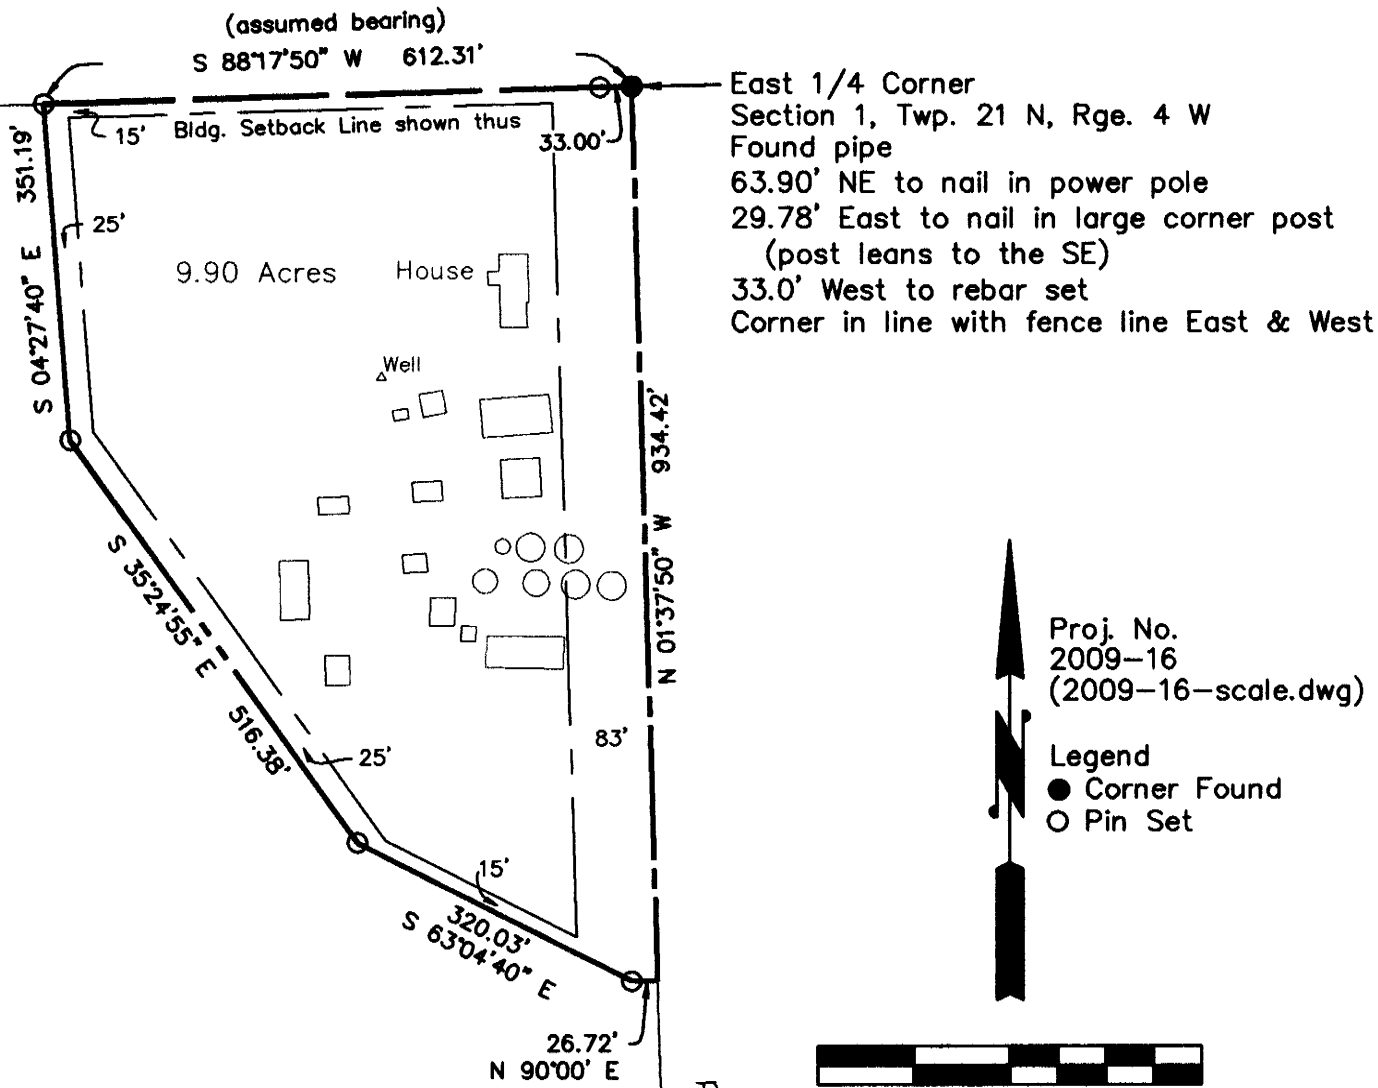 (assumed bearing)
S 88°17'50" W 612.31'
East 1/4 Corner
Section 1, Twp. 21 N, Rge. 4 W
Found pipe
63.90' NE to nail in power pole
29.78' East to nail in large corner post
(post leans to the SE)
33.0' West to rebar set
Corner in line with fence line East & West
15'
Bldg. Setback Line shown thus
33.00'
S 04°27'40" E 351.19'
25'
9.90 Acres
House
Well
N 01°37'50" W 934.42'
S 35°24'55" E 516.38'
25'
83'
15'
320.03'
S 63°04'40" E
26.72'
N 90°00' E
Proj. No.
2009-16
(2009-16-scale.dwg)
Legend
Corner Found
Pin Set
N